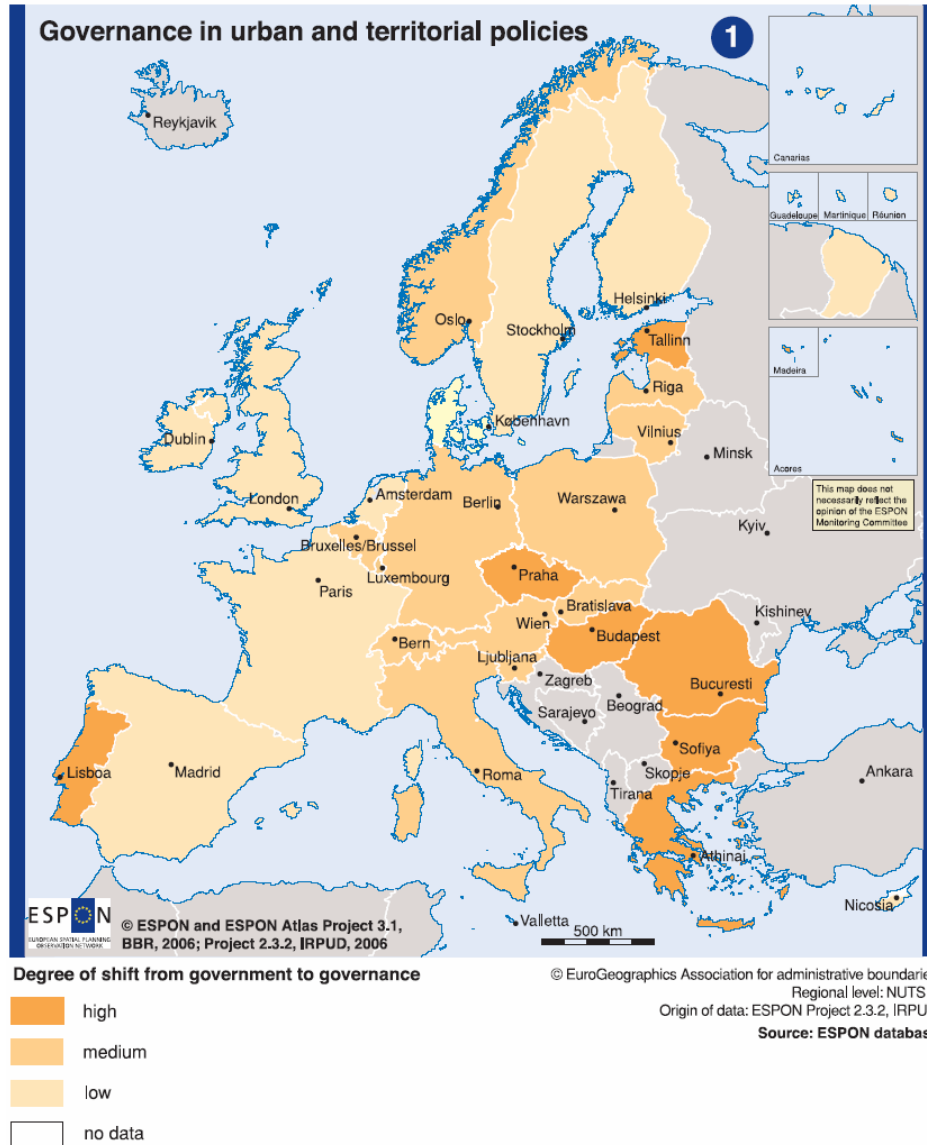 Governance in urban and territorial policies
1
Reykjavik
Canarias
Guadeloupe
Martinique
Réunion
Helsinki
Oslo
Stockholm
Tallinn
Riga
Madeira
København
Vilnius
Dublin
Minsk
Acores
London
Amsterdam
Berlin
Warszawa
This map does not
necessarily reflect the
opinion of the ESPON
Monitoring Committee
Kyiv
Bruxelles/Brussel
Luxembourg
Praha
Paris
Bratislava
Kishinev
Wien
Budapest
Bern
Ljubljana
Zagreb
Bucuresti
Beograd
Sarajevo
Sofiya
Lisboa
Madrid
Roma
Skopje
Ankara
Tirana
Athinai
Nicosia
ESPON
EUROPEAN SPATIAL PLANNING
OBSERVATION NETWORK
© ESPON and ESPON Atlas Project 3.1,
BBR, 2006; Project 2.3.2, IRPUD, 2006
Valletta
500 km
Degree of shift from government to governance
high
medium
low
no data
© EuroGeographics Association for administrative boundarie
Regional level: NUTS
Origin of data: ESPON Project 2.3.2, IRPU
Source: ESPON databas